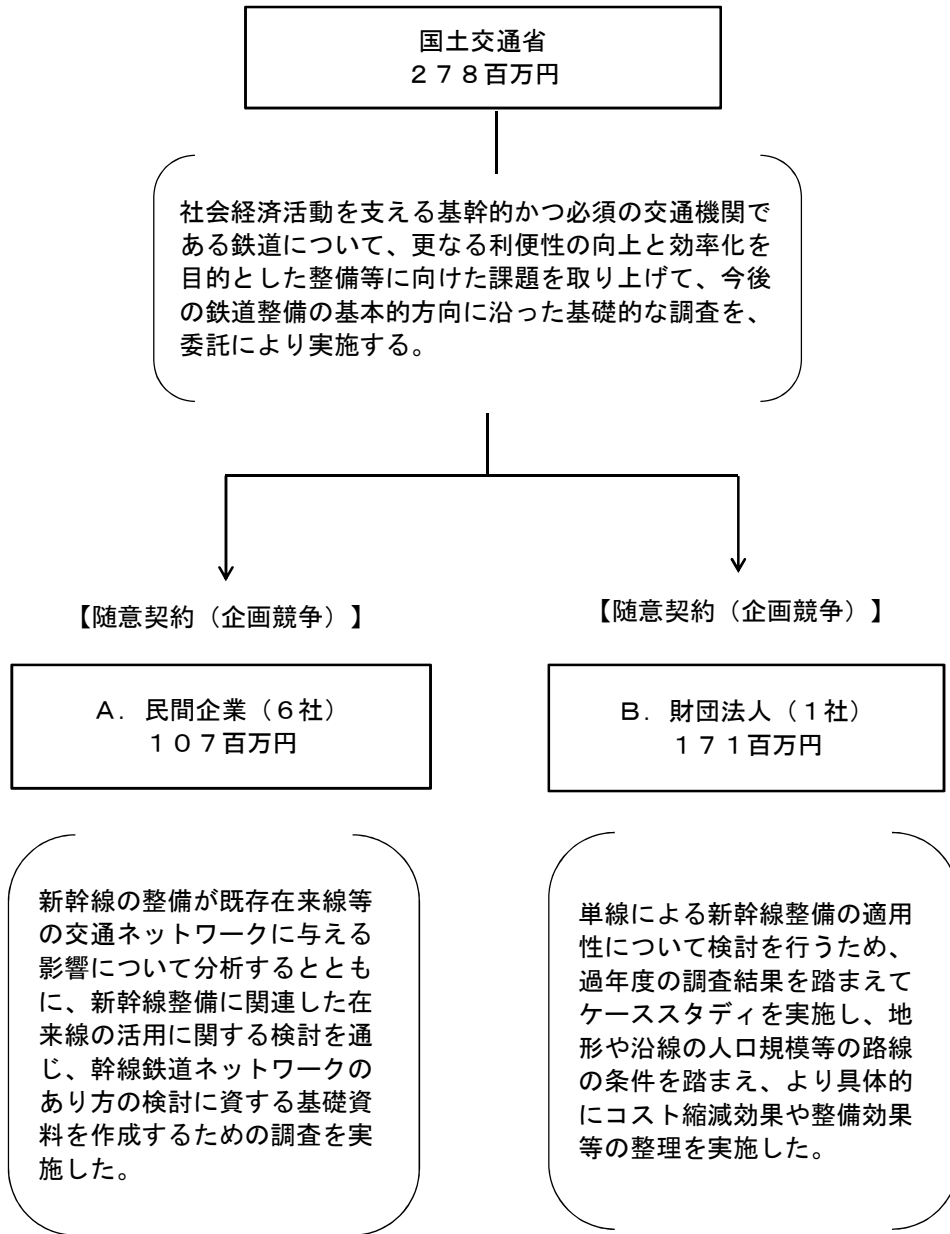 国土交通省
２７８百万円
社会経済活動を支える基幹的かつ必須の交通機関で
ある鉄道について、更なる利便性の向上と効率化を
目的とした整備等に向けた課題を取り上げて、今後
の鉄道整備の基本的方向に沿った基礎的な調査を、
委託により実施する。
【随意契約（企画競争）】
Ａ．民間企業（６社）
１０７百万円
新幹線の整備が既存在来線等
の交通ネットワークに与える
影響について分析するととも
に、新幹線整備に関連した在
来線の活用に関する検討を通
じ、幹線鉄道ネットワークの
あり方の検討に資する基礎資
料を作成するための調査を実
施した。
【随意契約（企画競争）】
Ｂ．財団法人（１社）
１７１百万円
単線による新幹線整備の適用
性について検討を行うため、
過年度の調査結果を踏まえて
ケーススタディを実施し、地
形や沿線の人口規模等の路線
の条件を踏まえ、より具体的
にコスト縮減効果や整備効果
等の整理を実施した。